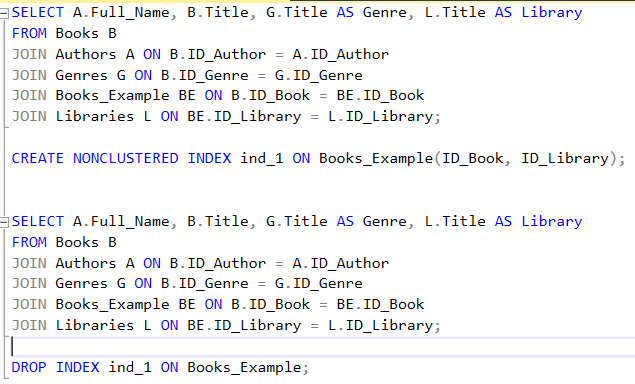 SELECT A.Full_Name, B.Title, G.Title AS Genre, L.Title AS Library
FROM Books B
JOIN Authors A ON B.ID_Author = A.ID_Author
JOIN Genres G ON B.ID_Genre = G.ID_Genre
JOIN Books_Example BE ON B.ID_Book = BE.ID_Book
JOIN Libraries L ON BE.ID_Library = L.ID_Library;
CREATE NONCLUSTERED INDEX ind_1 ON Books_Example(ID_Book, ID_Library);
SELECT A.Full_Name, B.Title, G.Title AS Genre, L.Title AS Library
FROM Books B
JOIN Authors A ON B.ID_Author = A.ID_Author
JOIN Genres G ON B.ID_Genre = G.ID_Genre
JOIN Books_Example BE ON B.ID_Book = BE.ID_Book
JOIN Libraries L ON BE.ID_Library = L.ID_Library;
DROP INDEX ind_1 ON Books_Example;